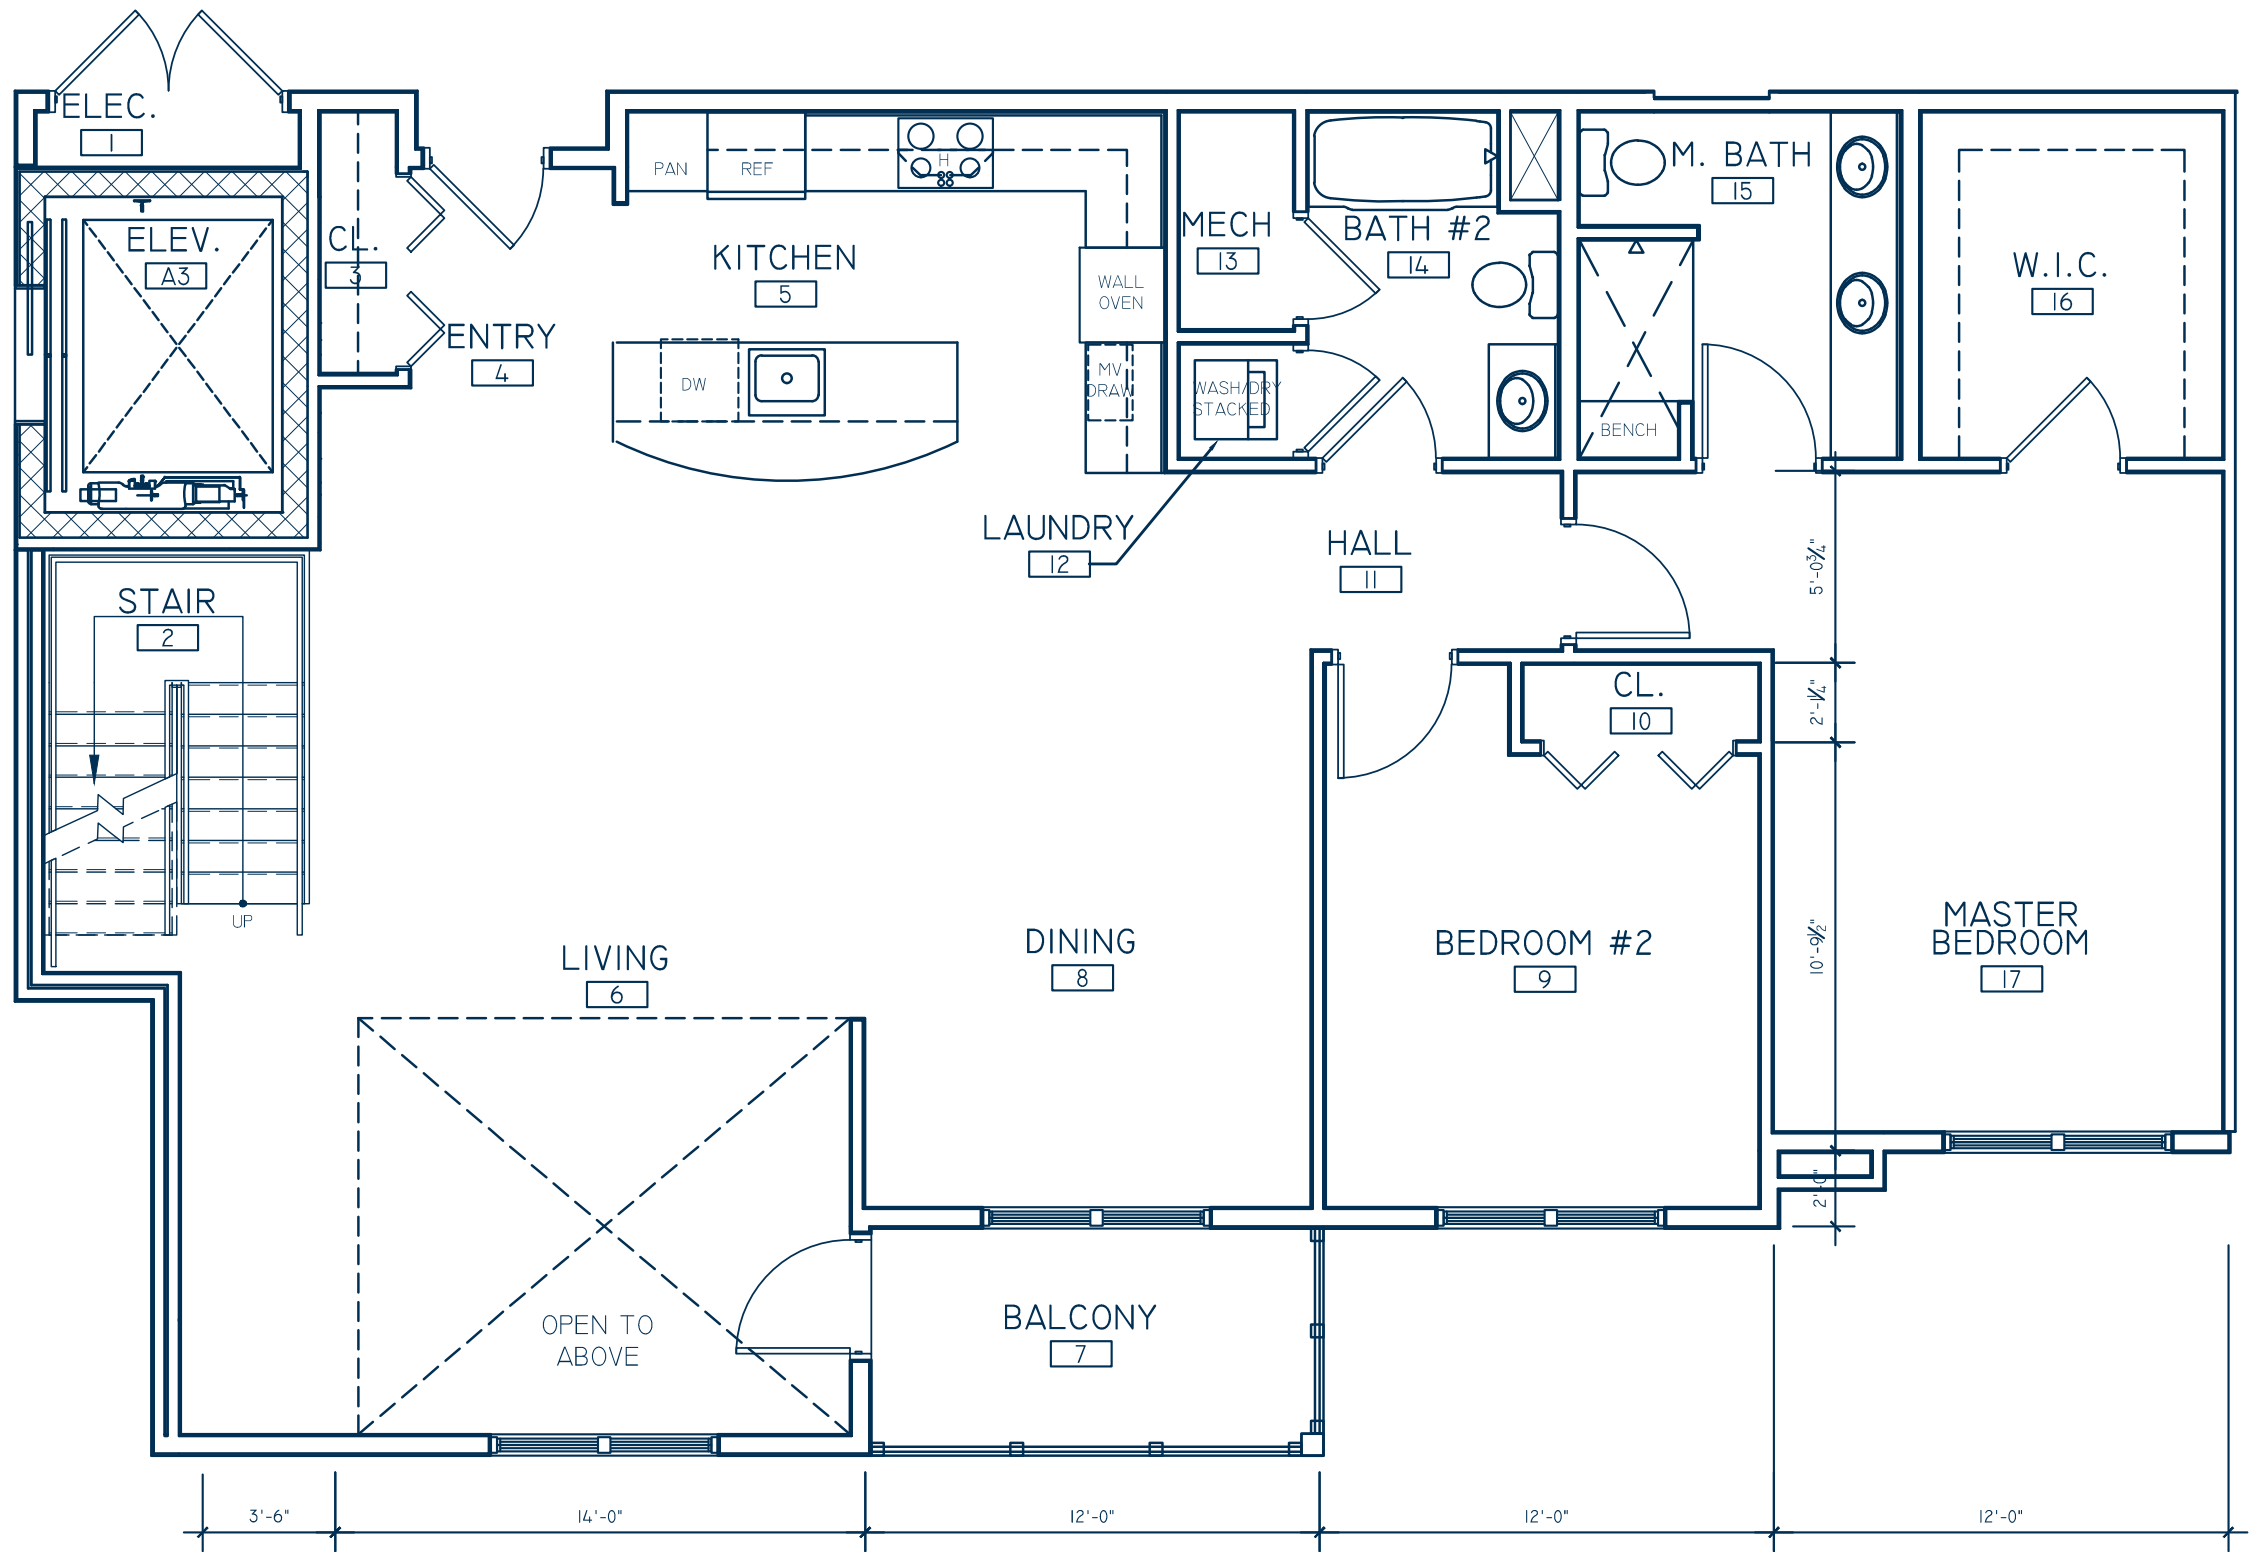 ELEC.
1
ELEV.
A3
CL.
3
ENTRY
4
PAN
REF
H
KITCHEN
5
WALL
OVEN
DW
MV
DRAW
MECH
13
BATH #2
14
WASH/DRY
STACKED
LAUNDRY
12
M. BATH
15
BENCH
W.I.C.
16
HALL
11
STAIR
2
UP
CL.
10
5'-0¾"
2'-1¼"
10'-9½"
2'-0"
LIVING
6
DINING
8
BEDROOM #2
9
MASTER
BEDROOM
17
OPEN TO
ABOVE
BALCONY
7
3'-6"
14'-0"
12'-0"
12'-0"
12'-0"